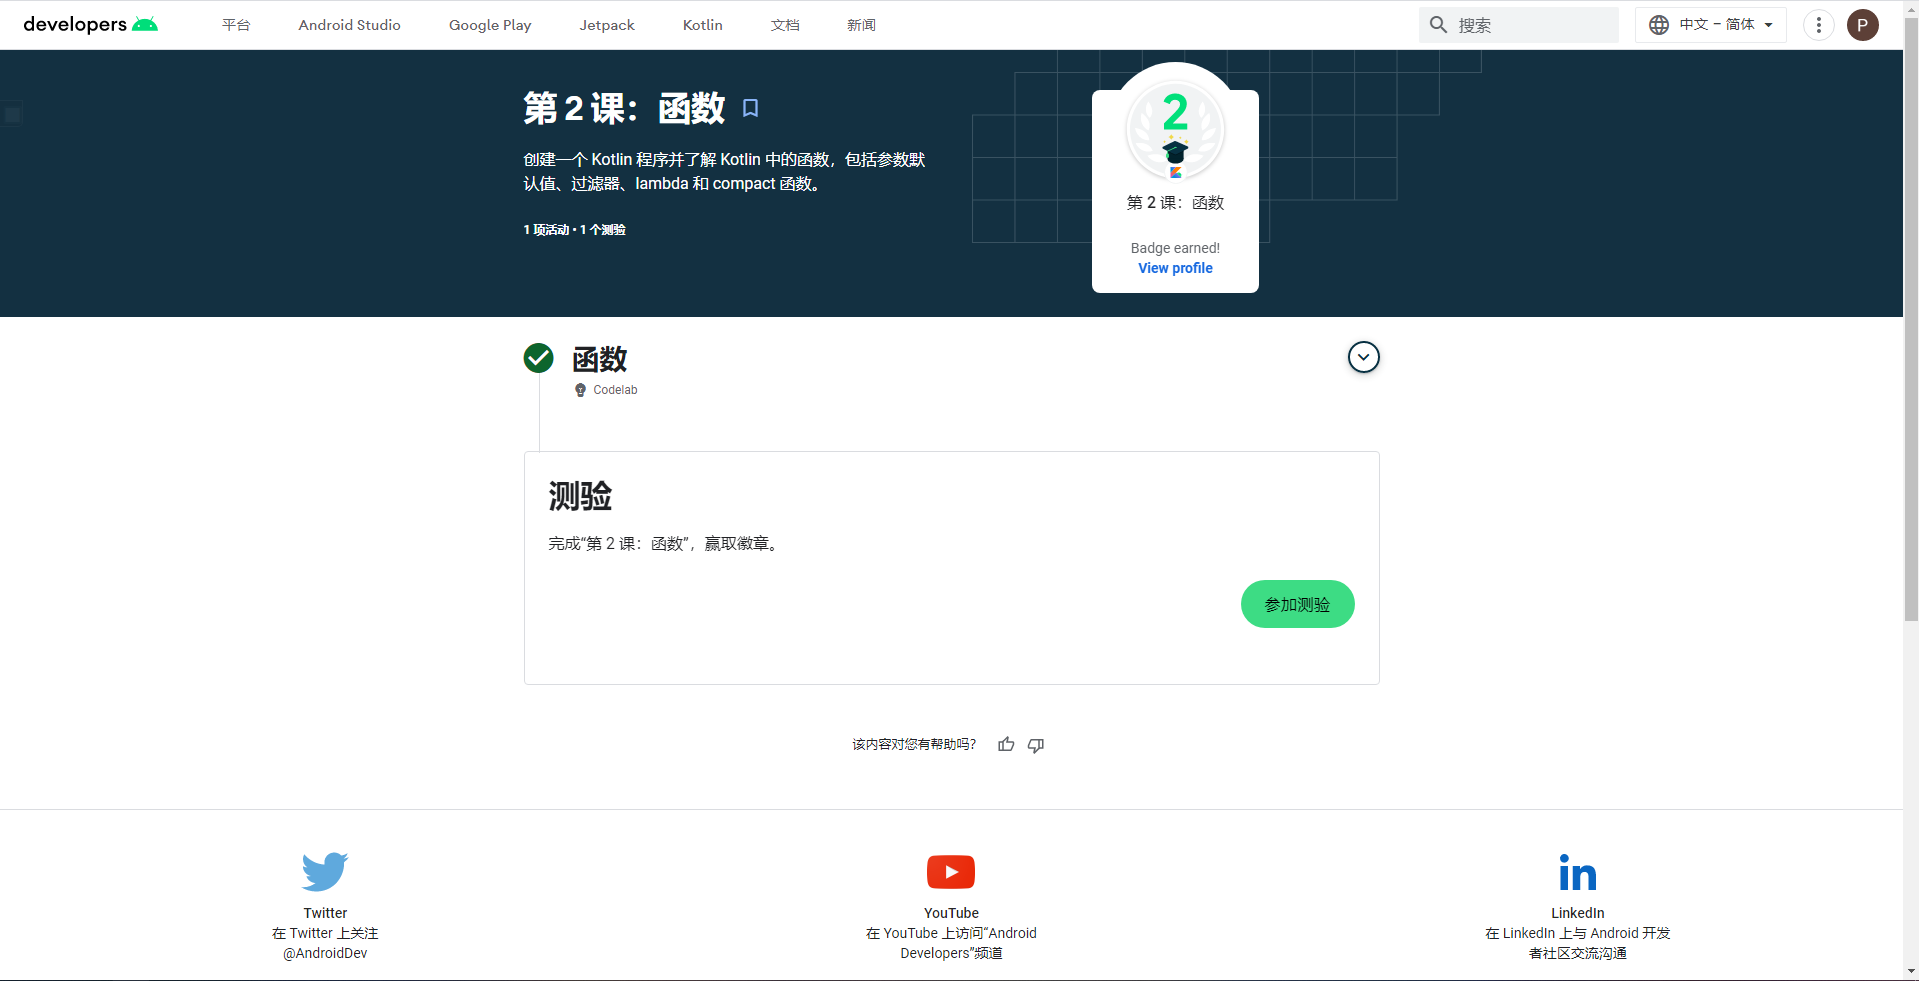 developers
平台
Android Studio
Google Play
Jetpack
Kotlin
文档
新闻
搜索
中文 – 简体
P
第 2 课：函数
创建一个 Kotlin 程序并了解 Kotlin 中的函数，包括参数默
认值、过滤器、lambda 和 compact 函数。
1 项活动 • 1 个测验
2
第 2 课：函数
Badge earned!
View profile
函数
Codelab
测验
完成“第 2 课：函数”，赢取徽章。
参加测验
该内容对您有帮助吗？
Twitter
在 Twitter 上关注
@AndroidDev
YouTube
在 YouTube 上访问“Android
Developers”频道
LinkedIn
在 LinkedIn 上与 Android 开发
者社区交流沟通